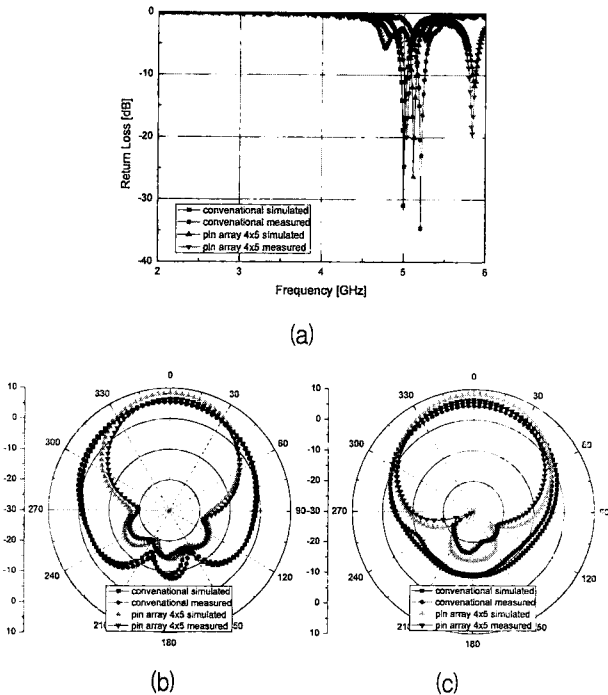 0
-10
-20
-30
-40
Return Loss [dB]
convenational simulated
convenational measured
pin array 4x5 simulated
pin array 4x5 measured
2
3
4
5
6
Frequency [GHz]
(a)
10
0
-10
-20
-30
-20
-10
0
10
0
30
60
90
120
180
240
270
300
330
convenational simulated
convenational measured
pin array 4x5 simulated
pin array 4x5 measured
(b)
10
0
-10
-20
-30
-20
-10
0
10
0
30
120
180
240
270
300
330
convenational simulated
convenational measured
pin array 4x5 simulated
pin array 4x5 measured
(c)